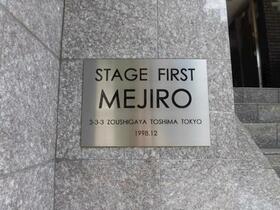 STAGE FIRST
MEJIRO
3-3-3 ZOUSHIGAYA TOSHIMA TOKYO
1998.12